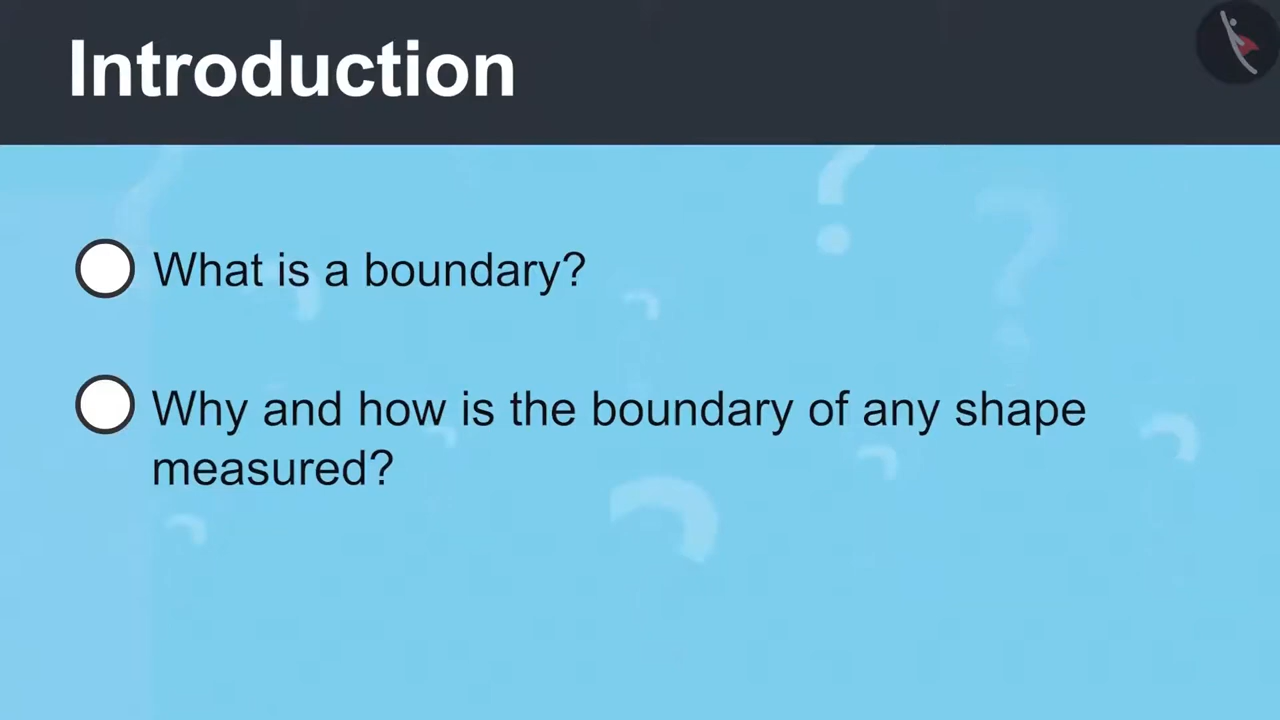 Introduction
What is a boundary?
Why and how is the boundary of any shape
measured?